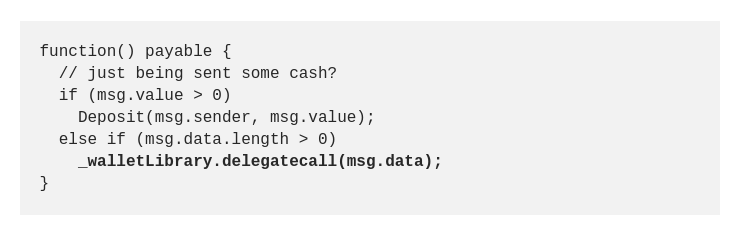 function() payable {
  // just being sent some cash?
  if (msg.value > 0)
    Deposit(msg.sender, msg.value);
  else if (msg.data.length > 0)
    _walletLibrary.delegatecall(msg.data);
}